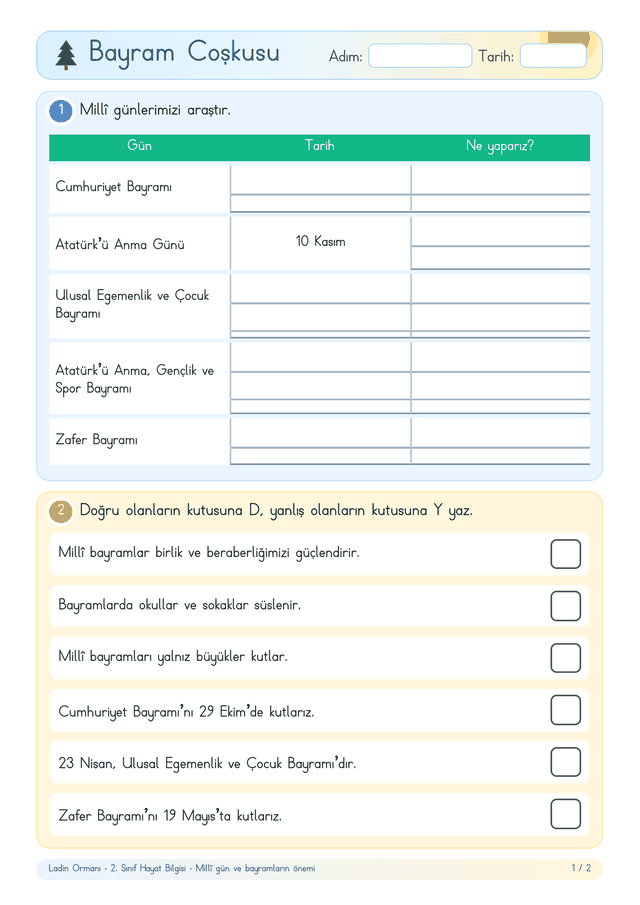 Bayram Coşkusu
Adım:
Tarih:
1 Millî günlerimizi araştır.
Gün Tarih Ne yaparız?
Cumhuriyet Bayramı
Atatürk'ü Anma Günü 10 Kasım
Ulusal Egemenlik ve Çocuk
Bayramı
Atatürk'ü Anma, Gençlik ve
Spor Bayramı
Zafer Bayramı
2 Doğru olanların kutusuna D, yanlış olanların kutusuna Y yaz.
Millî bayramlar birlik ve beraberliğimizi güçlendirir.
Bayramlarda okullar ve sokaklar süslenir.
Millî bayramları yalnız büyükler kutlar.
Cumhuriyet Bayramı'nı 29 Ekim'de kutlarız.
23 Nisan, Ulusal Egemenlik ve Çocuk Bayramı'dır.
Zafer Bayramı'nı 19 Mayıs'ta kutlarız.
Ladin Ormanı • 2. Sınıf Hayat Bilgisi • Millî gün ve bayramların önemi
1 / 2